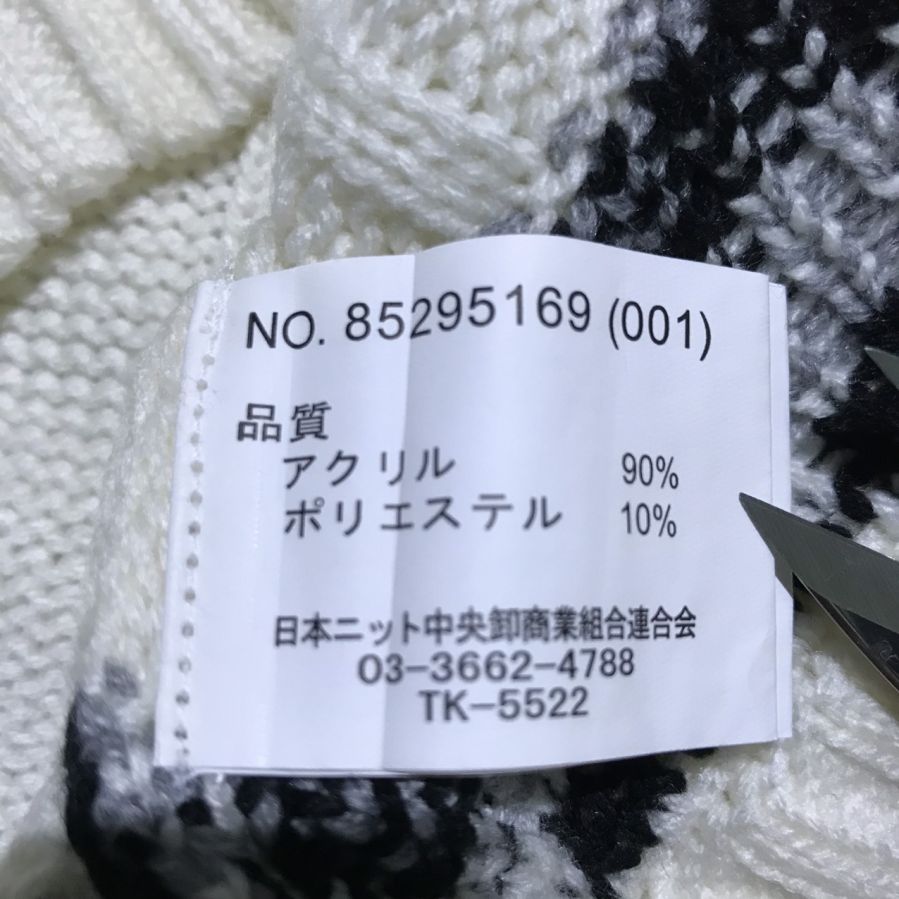 NO. 85295169 (001)
品質
アクリル 90%
ポリエステル 10%
日本ニット中央卸商業組合連合会
03-3662-4788
TK-5522